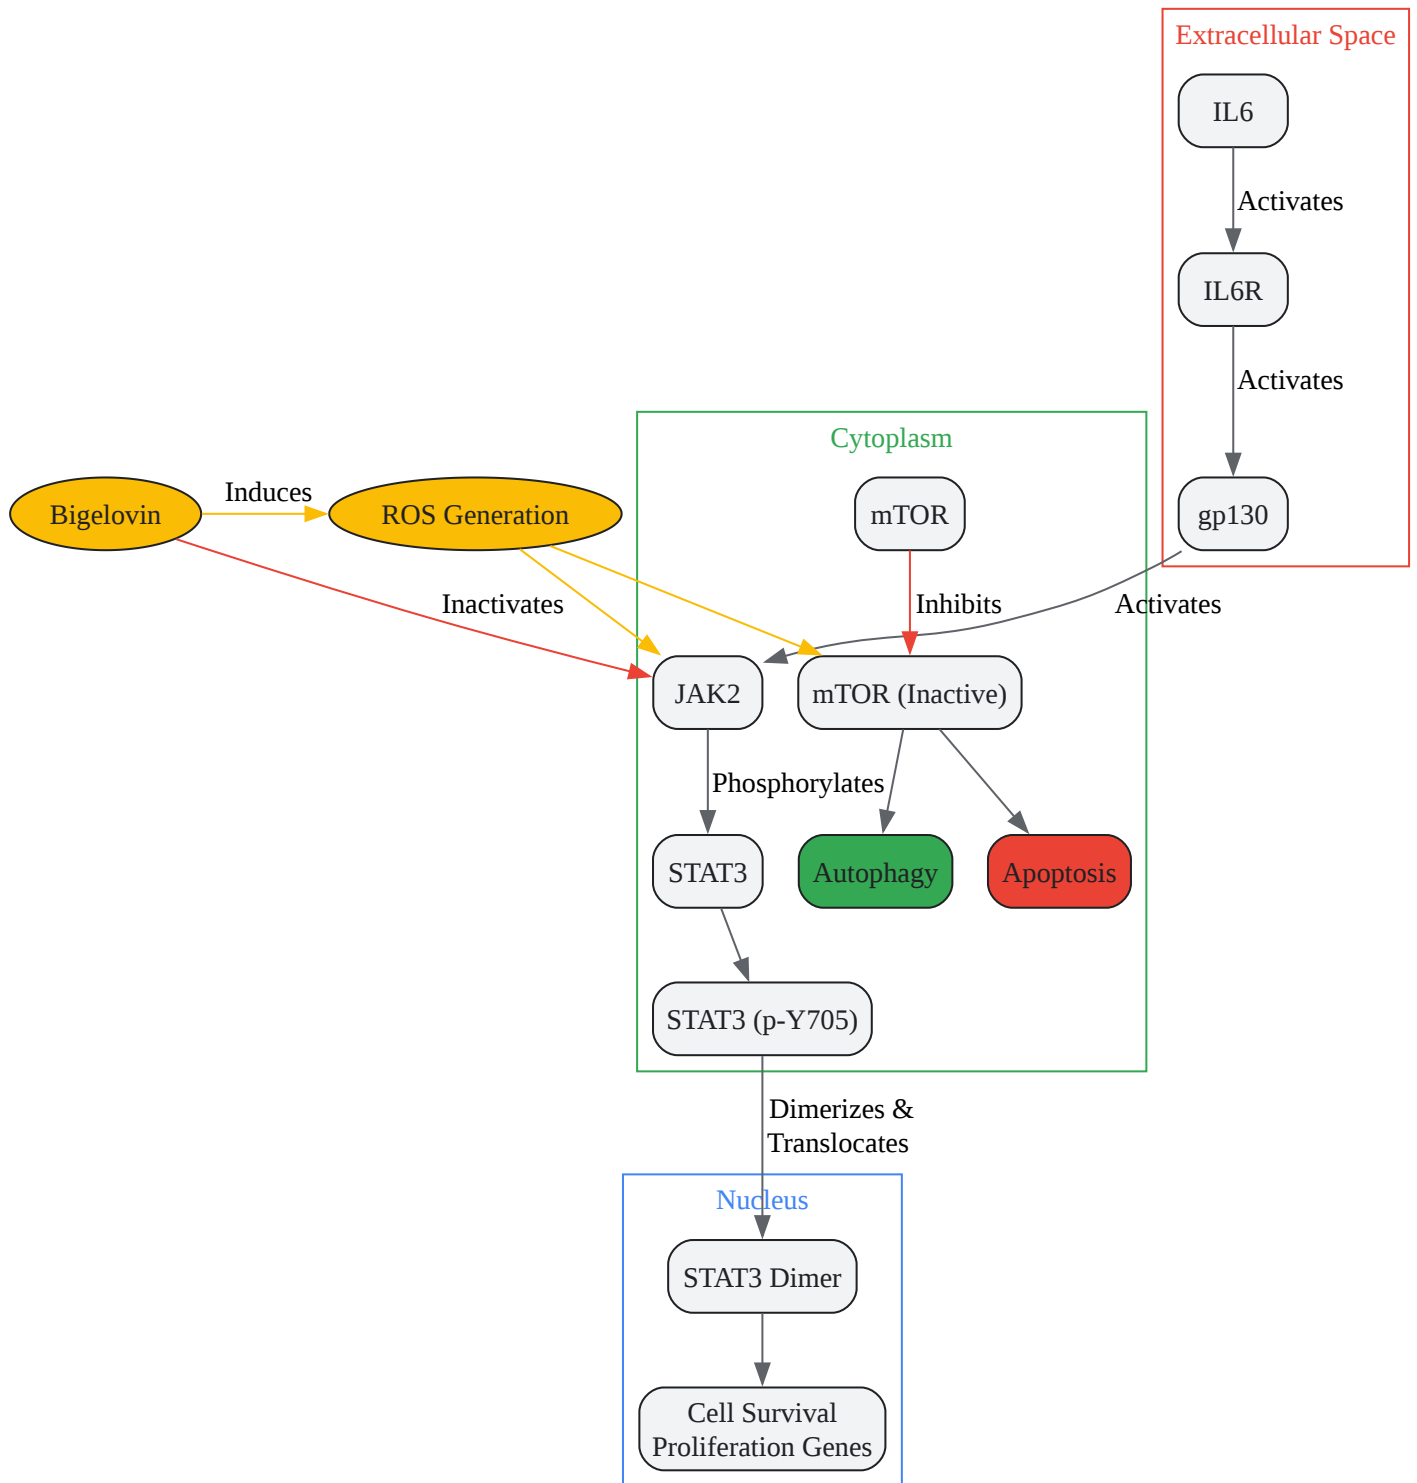 Extracellular Space
IL6
Activates
IL6R
Activates
Cytoplasm
Induces
Bigelovin
ROS Generation
mTOR
gp130
Inactivates
Inhibits
Activates
JAK2
mTOR (Inactive)
Phosphorylates
STAT3
Autophagy
Apoptosis
STAT3 (p-Y705)
Dimerizes &
Translocates
Nucleus
STAT3 Dimer
Cell Survival
Proliferation Genes